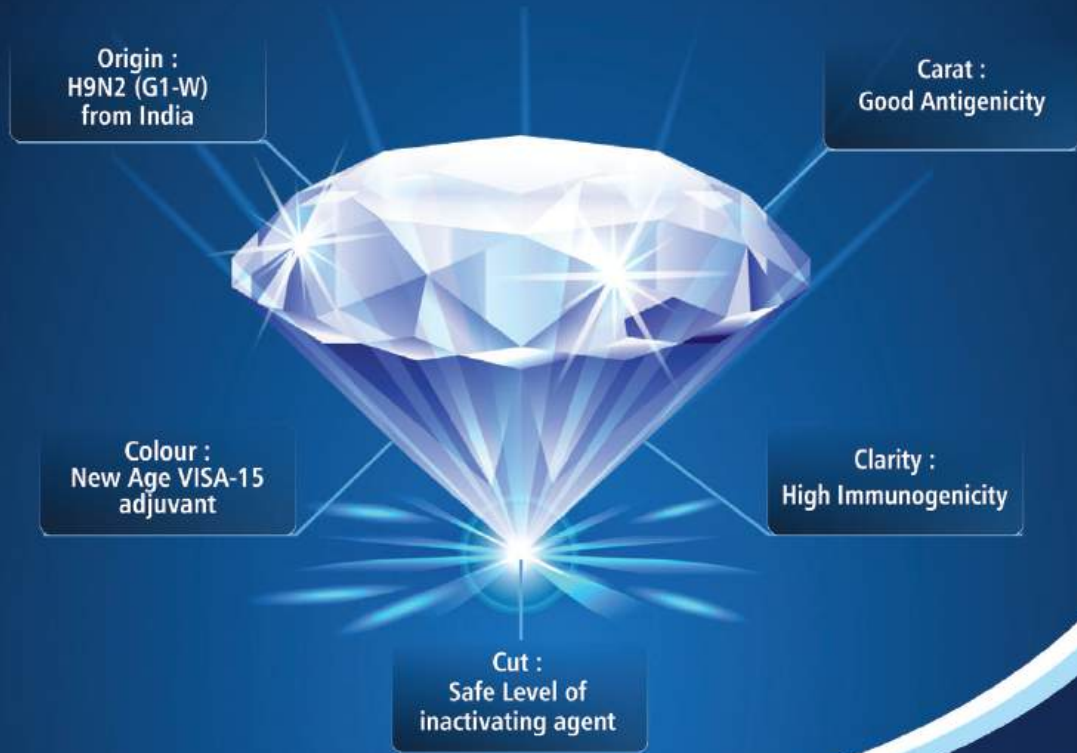 Origin :
H9N2 (G1-W)
from India
Carat :
Good Antigenicity
Colour :
New Age VISA-15
adjuvant
Clarity :
High Immunogenicity
Cut :
Safe Level of
inactivating agent